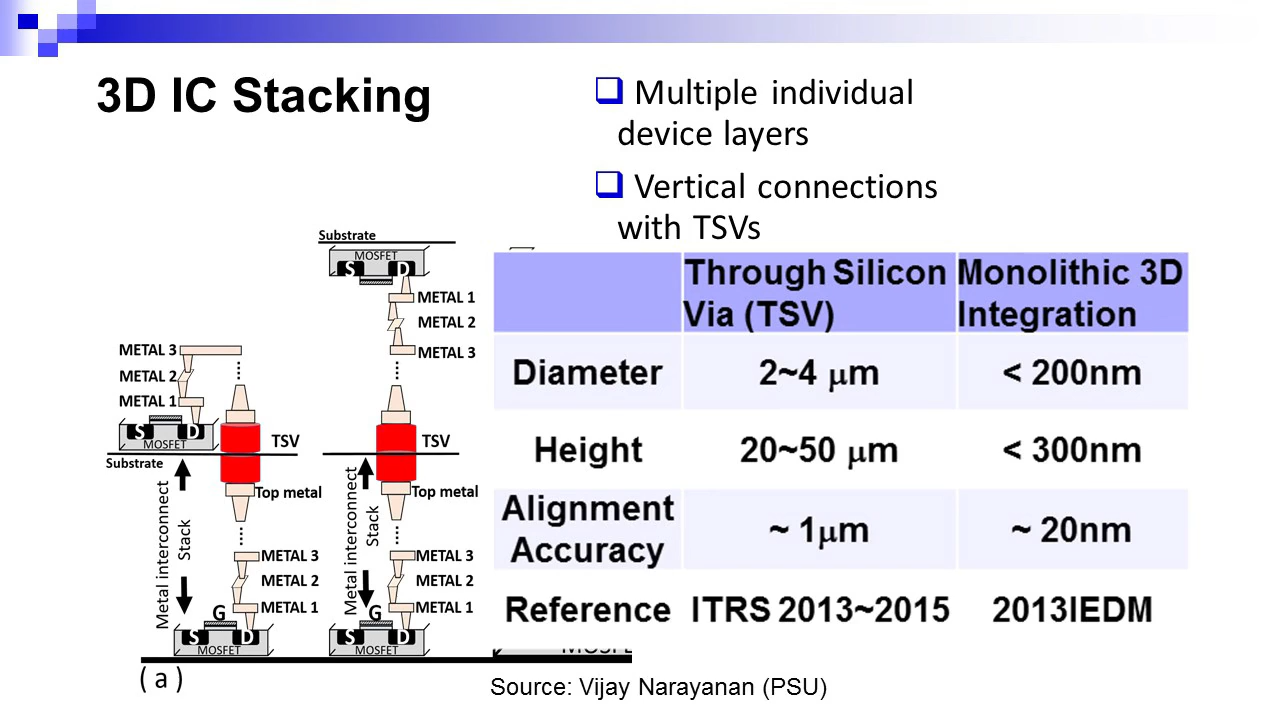 3D IC Stacking
❑ Multiple individual
device layers
❑ Vertical connections
with TSVs
Substrate
MOSFET
S D
METAL 1
METAL 2
METAL 3
METAL 3
METAL 2
METAL 1
S D
MOSFET
Substrate
TSV
TSV
Top metal
Top metal
Metal interconnect
Stack
Metal interconnect
Stack
METAL 3
METAL 2
METAL 1
METAL 3
METAL 2
METAL 1
G
S D
MOSFET
G
S D
MOSFET
( a )
Through Silicon Via (TSV)
Monolithic 3D Integration
Diameter 2~4 μm < 200nm
Height 20~50 μm < 300nm
Alignment Accuracy ~ 1μm ~ 20nm
Reference ITRS 2013~2015 2013IEDM
Source: Vijay Narayanan (PSU)